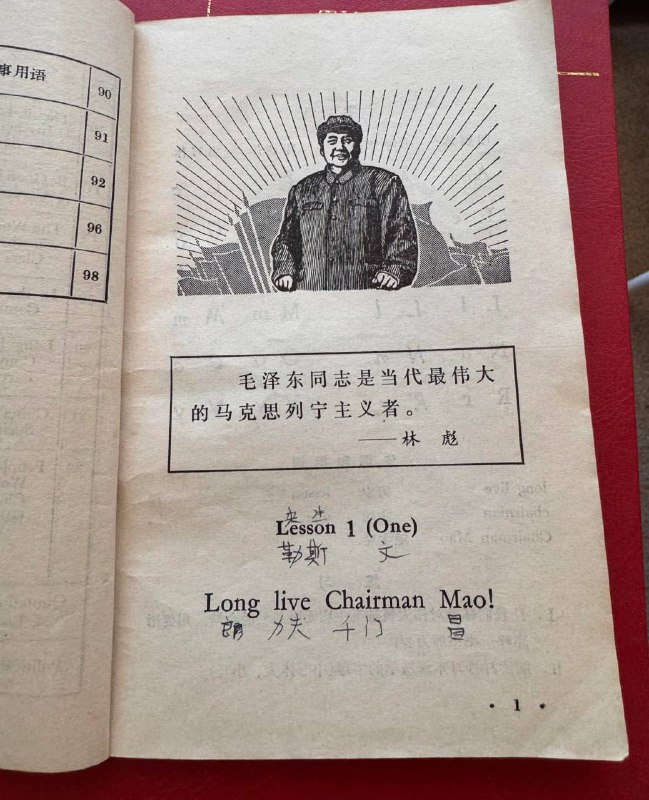 事用语
90
91
92
96
98
毛泽东同志是当代最伟大
的马克思列宁主义者。
——林 彪
Lesson 1 (One)
勒斯 文
Long live Chairman Mao!
朗 力夫 千门 冒
· 1 ·